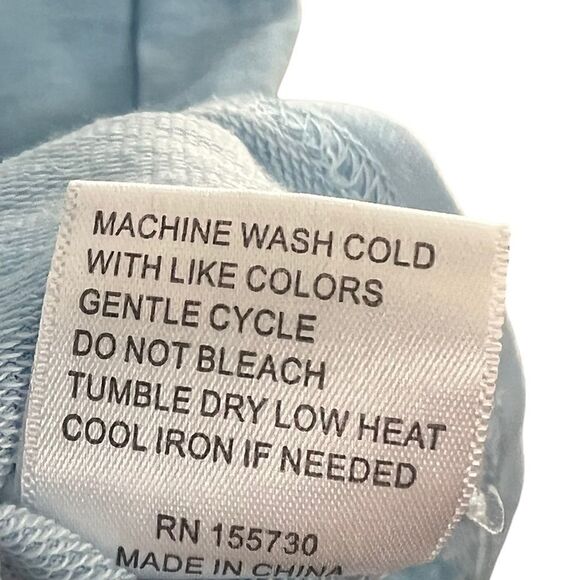 MACHINE WASH COLD
WITH LIKE COLORS
GENTLE CYCLE
DO NOT BLEACH
TUMBLE DRY LOW HEAT
COOL IRON IF NEEDED
RN 155730
MADE IN CHINA